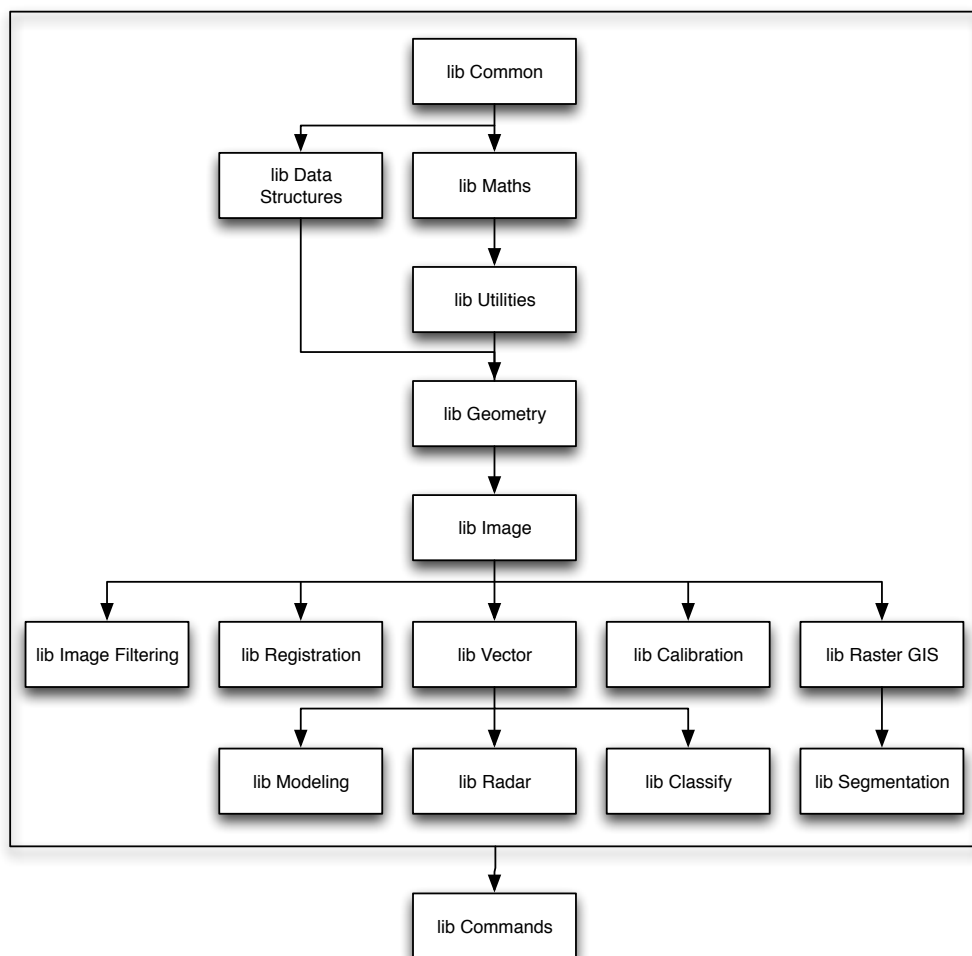 lib Common
lib Data
Structures
lib Maths
lib Utilities
lib Geometry
lib Image
lib Image Filtering
lib Registration
lib Vector
lib Calibration
lib Raster GIS
lib Modeling
lib Radar
lib Classify
lib Segmentation
lib Commands